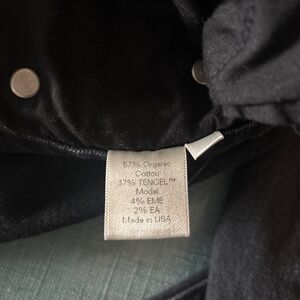 57% Organic
Cotton
37% TENCEL™
Modal
4% EME
2% EA
Made in USA